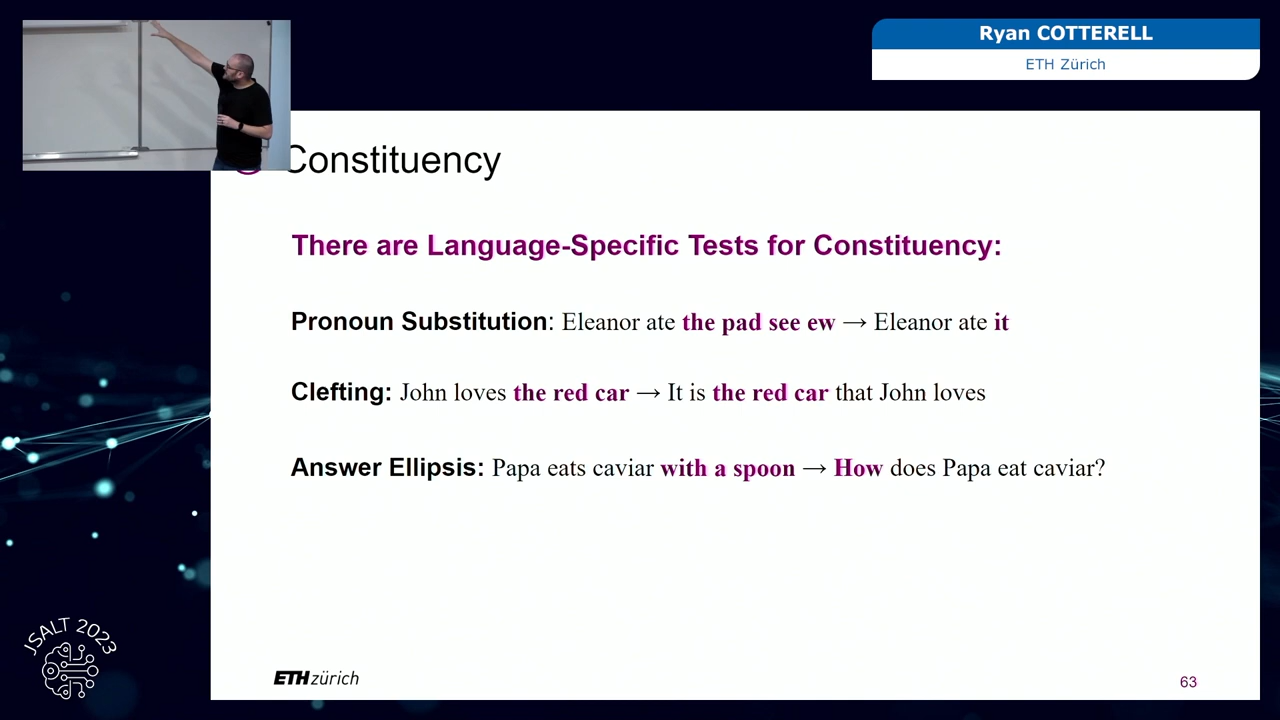 Ryan COTTERELL
ETH Zürich
Constituency
There are Language-Specific Tests for Constituency:
Pronoun Substitution: Eleanor ate the pad see ew → Eleanor ate it
Clefting: John loves the red car → It is the red car that John loves
Answer Ellipsis: Papa eats caviar with a spoon → How does Papa eat caviar?
JSALT 2023
ETH zürich
63